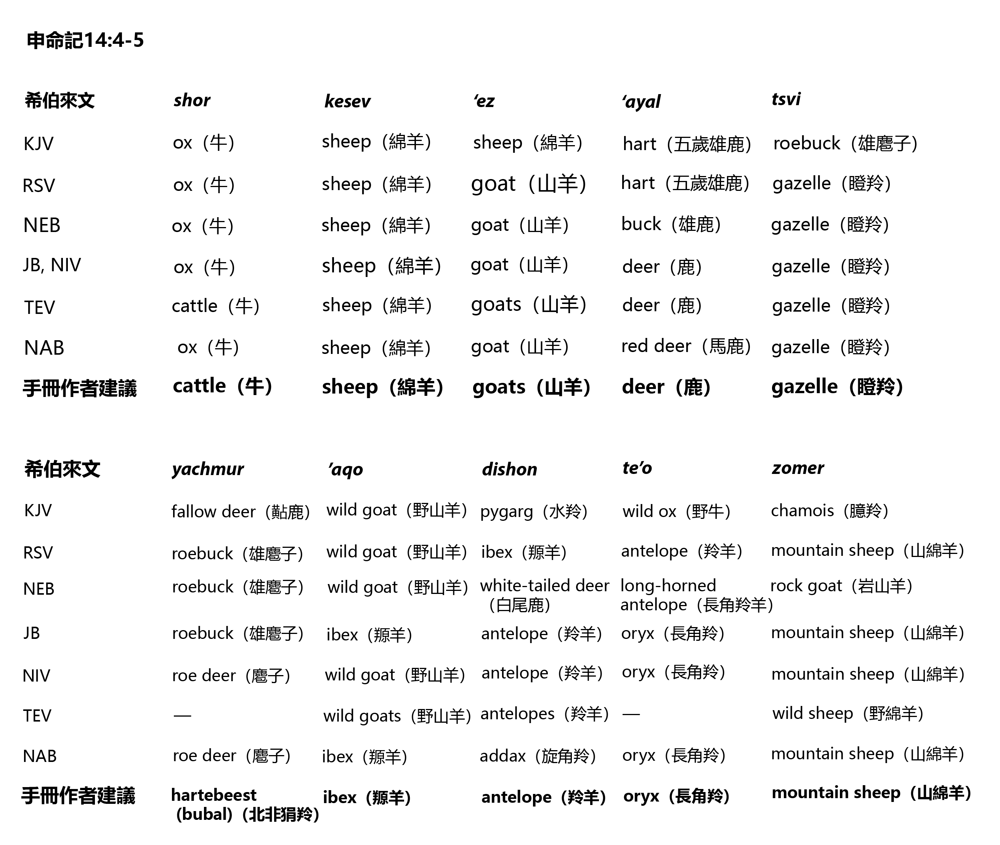 申命記14:4-5
希伯來文 shor kesev ‘ez ‘ayal tsvi
KJV ox（牛） sheep（綿羊） sheep（綿羊） hart（五歲雄鹿） roebuck（雄麅子）
RSV ox（牛） sheep（綿羊） goat（山羊） hart（五歲雄鹿） gazelle（瞪羚）
NEB ox（牛） sheep（綿羊） goat（山羊） buck（雄鹿） gazelle（瞪羚）
JB, NIV ox（牛） sheep（綿羊） goat（山羊） deer（鹿） gazelle（瞪羚）
TEV cattle（牛） sheep（綿羊） goats（山羊） deer（鹿） gazelle（瞪羚）
NAB ox（牛） sheep（綿羊） goat（山羊） red deer（馬鹿） gazelle（瞪羚）
手冊作者建議 cattle（牛） sheep（綿羊） goats（山羊） deer（鹿） gazelle（瞪羚）
希伯來文 yachmur ’aqo dishon te’o zomer
KJV fallow deer（黇鹿） wild goat（野山羊） pygarg（水羚） wild ox（野牛） chamois（臆羚）
RSV roebuck（雄麅子） wild goat（野山羊） ibex（羱羊） antelope（羚羊） mountain sheep（山綿羊）
NEB roebuck（雄麅子） wild goat（野山羊） white-tailed deer long-horned rock goat（岩山羊）
（白尾鹿） antelope（長角羚羊）
JB roebuck（雄麅子） ibex（羱羊） antelope（羚羊） oryx（長角羚） mountain sheep（山綿羊）
NIV roe deer（麅子） wild goat（野山羊） antelope（羚羊） oryx（長角羚） mountain sheep（山綿羊）
TEV — wild goats（野山羊） antelopes（羚羊） — wild sheep（野綿羊）
NAB roe deer（麅子） ibex（羱羊） addax（旋角羚） oryx（長角羚） mountain sheep（山綿羊）
手冊作者建議 hartebeest ibex（羱羊） antelope（羚羊） oryx（長角羚） mountain sheep（山綿羊）
(bubal)（北非狷羚）